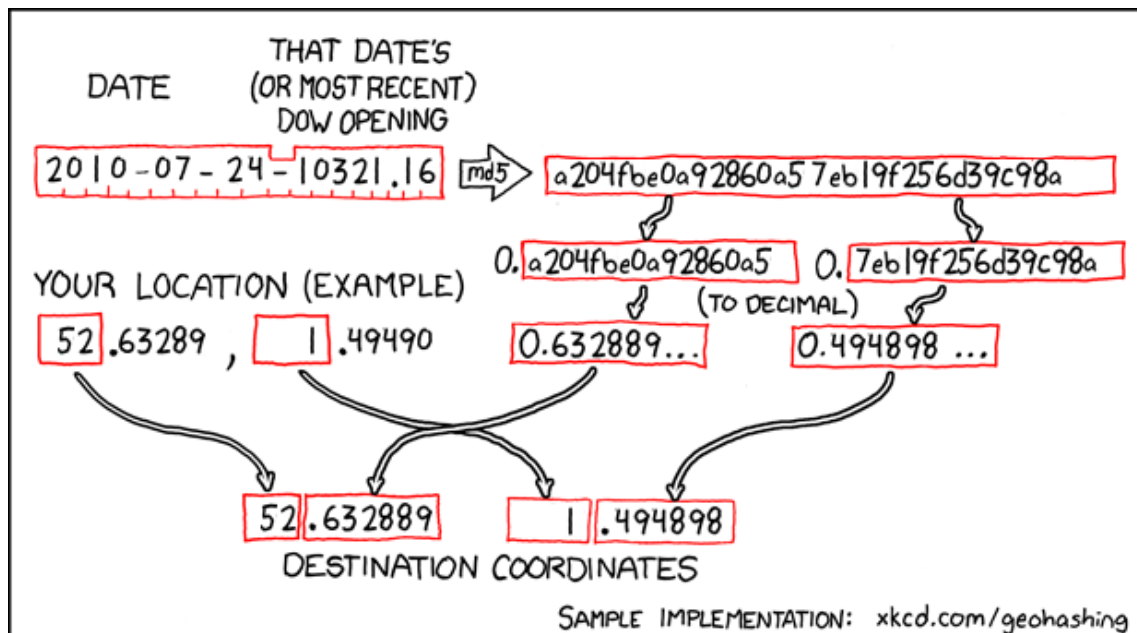 DATE
THAT DATE'S
(OR MOST RECENT)
DOW OPENING
2010-07-24-10321.16
md5
a204fbe0a92860a57eb19f256d39c98a
0.a204fbe0a92860a5
0.7eb19f256d39c98a
YOUR LOCATION (EXAMPLE)
(TO DECIMAL)
52.63289, 1.49490
0.632889...
0.494898...
52.632889
1.494898
DESTINATION COORDINATES
SAMPLE IMPLEMENTATION: xkcd.com/geohashing